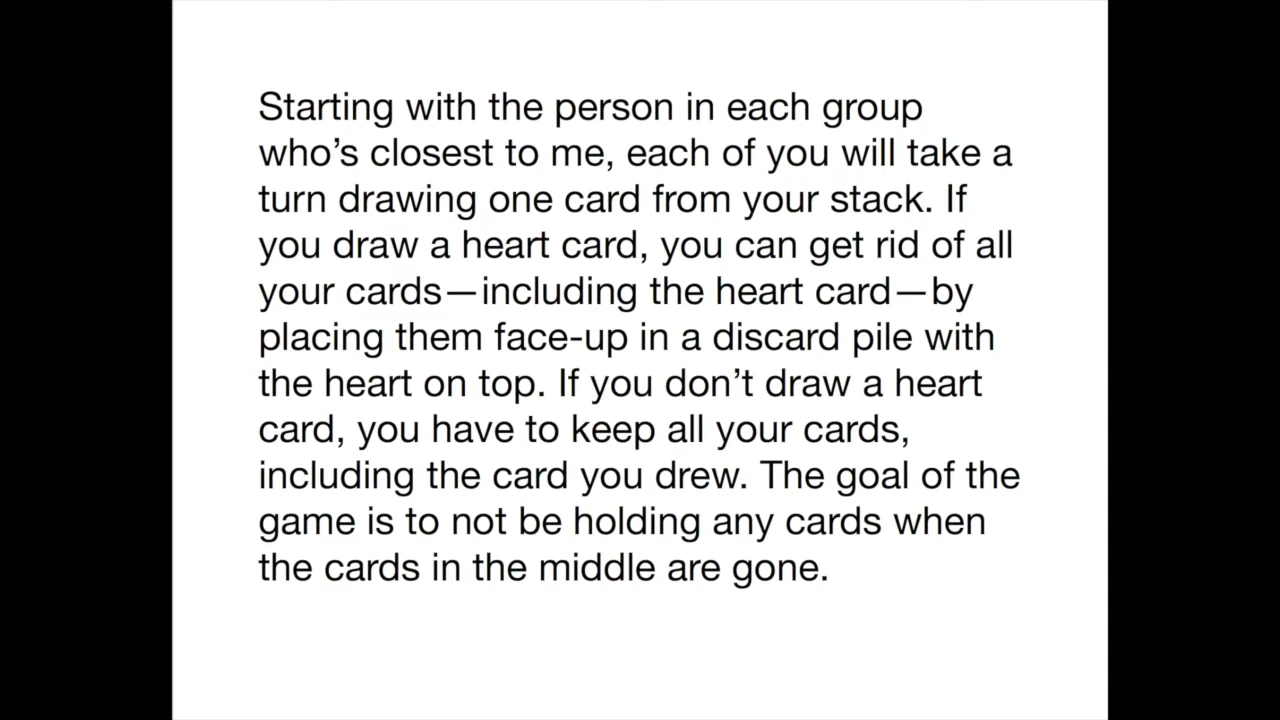 Starting with the person in each group
who’s closest to me, each of you will take a
turn drawing one card from your stack. If
you draw a heart card, you can get rid of all
your cards—including the heart card—by
placing them face-up in a discard pile with
the heart on top. If you don’t draw a heart
card, you have to keep all your cards,
including the card you drew. The goal of the
game is to not be holding any cards when
the cards in the middle are gone.